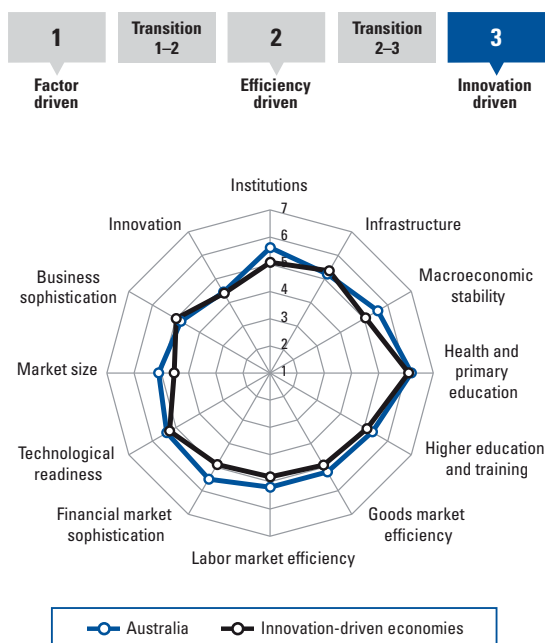 1
Transition
1–2
2
Transition
2–3
3
Factor
driven
Efficiency
driven
Innovation
driven
Institutions
7
Innovation
Infrastructure
6
Business
sophistication
5
Macroeconomic
stability
4
3
2
Market size
1
Health and
primary
education
Technological
readiness
Higher education
and training
Financial market
sophistication
Goods market
efficiency
Labor market efficiency
Australia
Innovation-driven economies